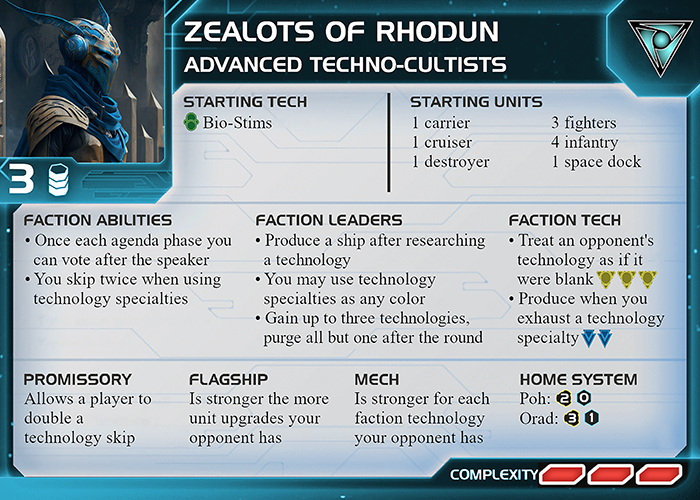 ZEALOTS OF RHODUN
ADVANCED TECHNO-CULTISTS
3
STARTING TECH
Bio-Stims
STARTING UNITS
1 carrier
1 cruiser
1 destroyer
3 fighters
4 infantry
1 space dock
FACTION ABILITIES
• Once each agenda phase you
can vote after the speaker
• You skip twice when using
technology specialties
FACTION LEADERS
• Produce a ship after researching
a technology
• You may use technology
specialties as any color
• Gain up to three technologies,
purge all but one after the round
FACTION TECH
• Treat an opponent's
technology as if it
were blank
• Produce when you
exhaust a technology
specialty
PROMISSORY
Allows a player to
double a
technology skip
FLAGSHIP
Is stronger the more
unit upgrades your
opponent has
MECH
Is stronger for each
faction technology
your opponent has
HOME SYSTEM
Poh: 2 0
Orad: 3 1
COMPLEXITY